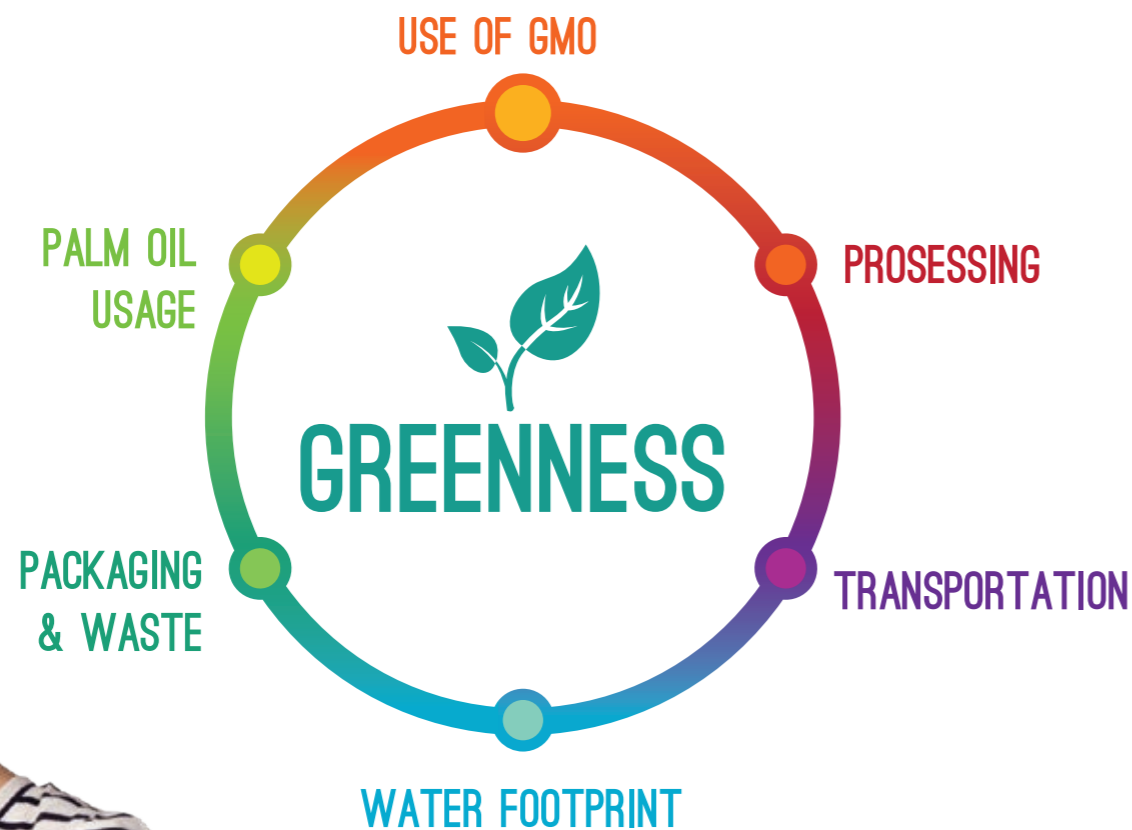 USE OF GMO
PROSESSING
TRANSPORTATION
WATER FOOTPRINT
PACKAGING
& WASTE
PALM OIL
USAGE
GREENNESS